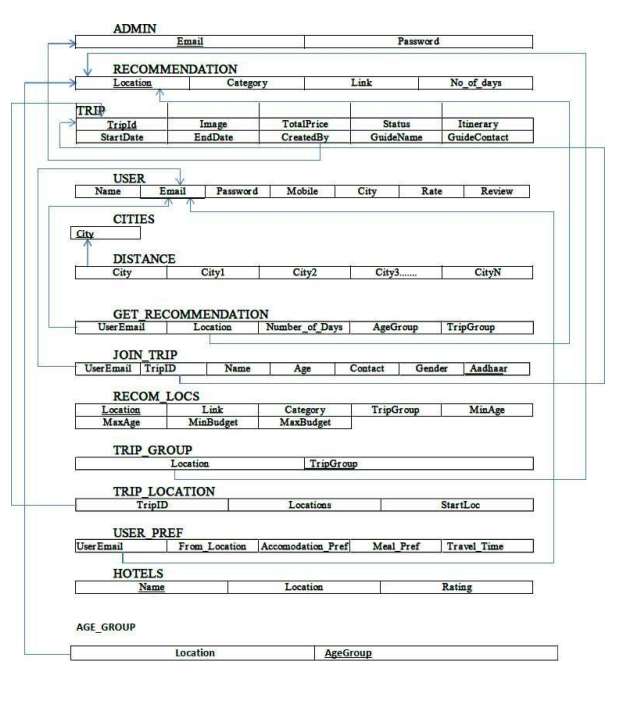 ADMIN
Email Password
RECOMMENDATION
Location Category Link No_of_days
TRIP
TripId Image TotalPrice Status Itinerary
StartDate EndDate CreatedBy GuideName GuideContact
USER
Name Email Password Mobile City Rate Review
CITIES
City
DISTANCE
City City1 City2 City3....... CityN
GET_RECOMMENDATION
UserEmail Location Number_of_Days AgeGroup TripGroup
JOIN_TRIP
UserEmail TripID Name Age Contact Gender Aadhaar
RECOM_LOCS
Location Link Category TripGroup MinAge
MaxAge MinBudget MaxBudget
TRIP_GROUP
Location TripGroup
TRIP_LOCATION
TripID Locations StartLoc
USER_PREF
UserEmail From_Location Accomodation_Pref Meal_Pref Travel_Time
HOTELS
Name Location Rating
AGE_GROUP
Location AgeGroup